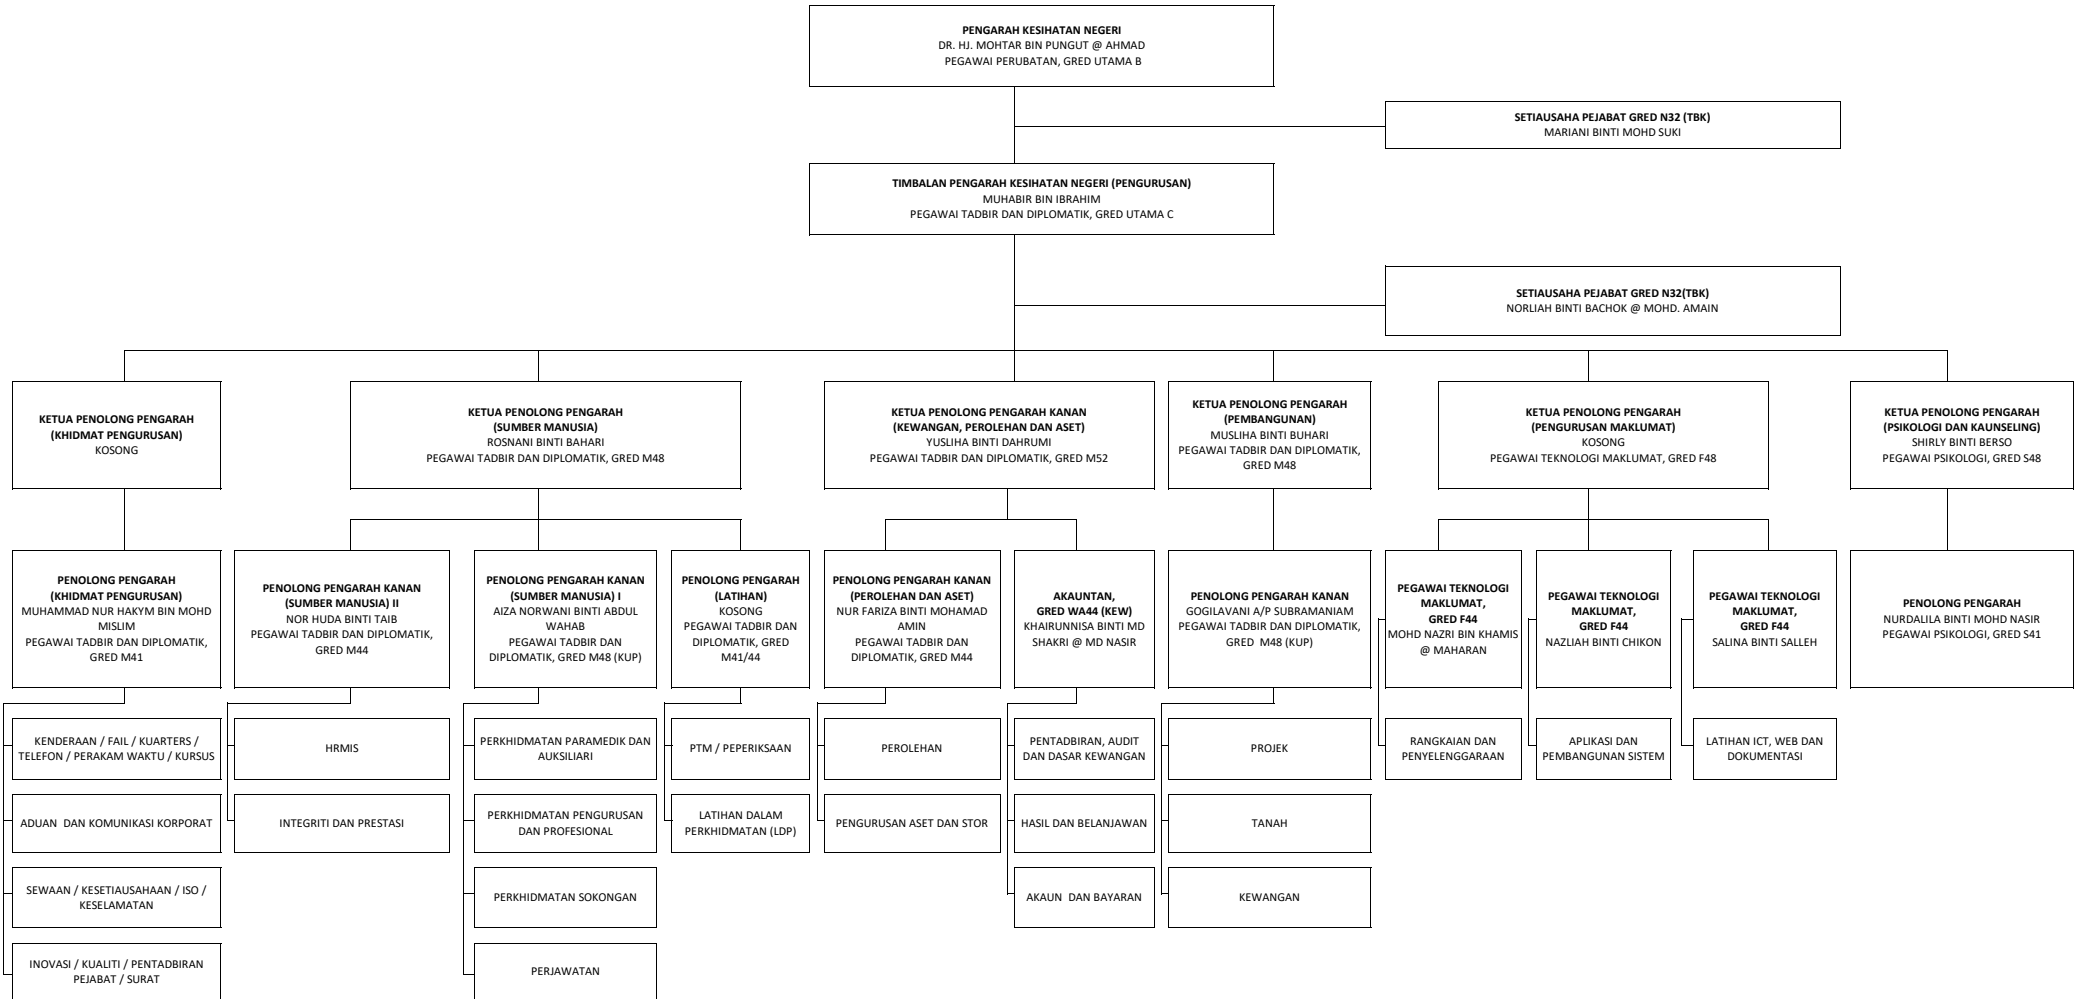 PENGARAH KESIHATAN NEGERI
DR. HJ. MOHTAR BIN PUNGUT @ AHMAD
PEGAWAI PERUBATAN, GRED UTAMA B
SETIAUSAHA PEJABAT GRED N32 (TBK)
MARIANI BINTI MOHD SUKI
TIMBALAN PENGARAH KESIHATAN NEGERI (PENGURUSAN)
MUHABIR BIN IBRAHIM
PEGAWAI TADBIR DAN DIPLOMATIK, GRED UTAMA C
SETIAUSAHA PEJABAT GRED N32(TBK)
NORLIAH BINTI BACHOK @ MOHD. AMAIN
KETUA PENOLONG PENGARAH
(KHIDMAT PENGURUSAN)
KOSONG
KETUA PENOLONG PENGARAH
(SUMBER MANUSIA)
ROSNANI BINTI BAHARI
PEGAWAI TADBIR DAN DIPLOMATIK, GRED M48
KETUA PENOLONG PENGARAH KANAN
(KEWANGAN, PEROLEHAN DAN ASET)
YUSLIHA BINTI DAHRUMI
PEGAWAI TADBIR DAN DIPLOMATIK, GRED M52
KETUA PENOLONG PENGARAH
(PEMBANGUNAN)
MUSLIHA BINTI BUHARI
PEGAWAI TADBIR DAN DIPLOMATIK,
GRED M48
KETUA PENOLONG PENGARAH
(PENGURUSAN MAKLUMAT)
KOSONG
PEGAWAI TEKNOLOGI MAKLUMAT, GRED F48
KETUA PENOLONG PENGARAH
(PSIKOLOGI DAN KAUNSELING)
SHIRLY BINTI BERSO
PEGAWAI PSIKOLOGI, GRED S48
PENOLONG PENGARAH
(KHIDMAT PENGURUSAN)
MUHAMMAD NUR HAKYM BIN MOHD
MISLIM
PEGAWAI TADBIR DAN DIPLOMATIK,
GRED M41
PENOLONG PENGARAH KANAN
(SUMBER MANUSIA) II
NOR HUDA BINTI TAIB
PEGAWAI TADBIR DAN DIPLOMATIK,
GRED M44
PENOLONG PENGARAH KANAN
(SUMBER MANUSIA) I
AIZA NORWANI BINTI ABDUL
WAHAB
PEGAWAI TADBIR DAN
DIPLOMATIK, GRED M48 (KUP)
PENOLONG PENGARAH
(LATIHAN)
KOSONG
PEGAWAI TADBIR DAN
DIPLOMATIK, GRED
M41/44
PENOLONG PENGARAH KANAN
(PEROLEHAN DAN ASET)
NUR FARIZA BINTI MOHAMAD
AMIN
PEGAWAI TADBIR DAN
DIPLOMATIK, GRED M44
AKAUNTAN,
GRED WA44 (KEW)
KHAIRUNNISA BINTI MD
SHAKRI @ MD NASIR
PENOLONG PENGARAH KANAN
GOGILAVANI A/P SUBRAMANIAM
PEGAWAI TADBIR DAN DIPLOMATIK,
GRED M48 (KUP)
PEGAWAI TEKNOLOGI
MAKLUMAT,
GRED F44
MOHD NAZRI BIN KHAMIS
@ MAHARAN
PEGAWAI TEKNOLOGI
MAKLUMAT,
GRED F44
NAZLIAH BINTI CHIKON
PEGAWAI TEKNOLOGI
MAKLUMAT,
GRED F44
SALINA BINTI SALLEH
PENOLONG PENGARAH
NURDALILA BINTI MOHD NASIR
PEGAWAI PSIKOLOGI, GRED S41
KENDERAAN / FAIL / KUARTERS /
TELEFON / PERAKAM WAKTU / KURSUS
HRMIS
PERKHIDMATAN PARAMEDIK DAN
AUKSILIARI
PTM / PEPERIKSAAN
PEROLEHAN
PENTADBIRAN, AUDIT
DAN DASAR KEWANGAN
PROJEK
RANGKAIAN DAN
PENYELENGGARAAN
APLIKASI DAN
PEMBANGUNAN SISTEM
LATIHAN ICT, WEB DAN
DOKUMENTASI
ADUAN DAN KOMUNIKASI KORPORAT
INTEGRITI DAN PRESTASI
PERKHIDMATAN PENGURUSAN
DAN PROFESIONAL
LATIHAN DALAM
PERKHIDMATAN (LDP)
PENGURUSAN ASET DAN STOR
HASIL DAN BELANJAWAN
TANAH
SEWAAN / KESETIAUSAHAAN / ISO /
KESELAMATAN
PERKHIDMATAN SOKONGAN
AKAUN DAN BAYARAN
KEWANGAN
INOVASI / KUALITI / PENTADBIRAN
PEJABAT / SURAT
PERJAWATAN